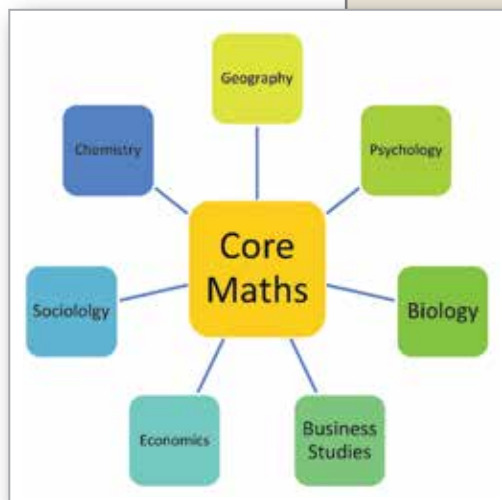 Geography
Chemistry
Psychology
Core
Maths
Sociololgy
Biology
Economics
Business
Studies